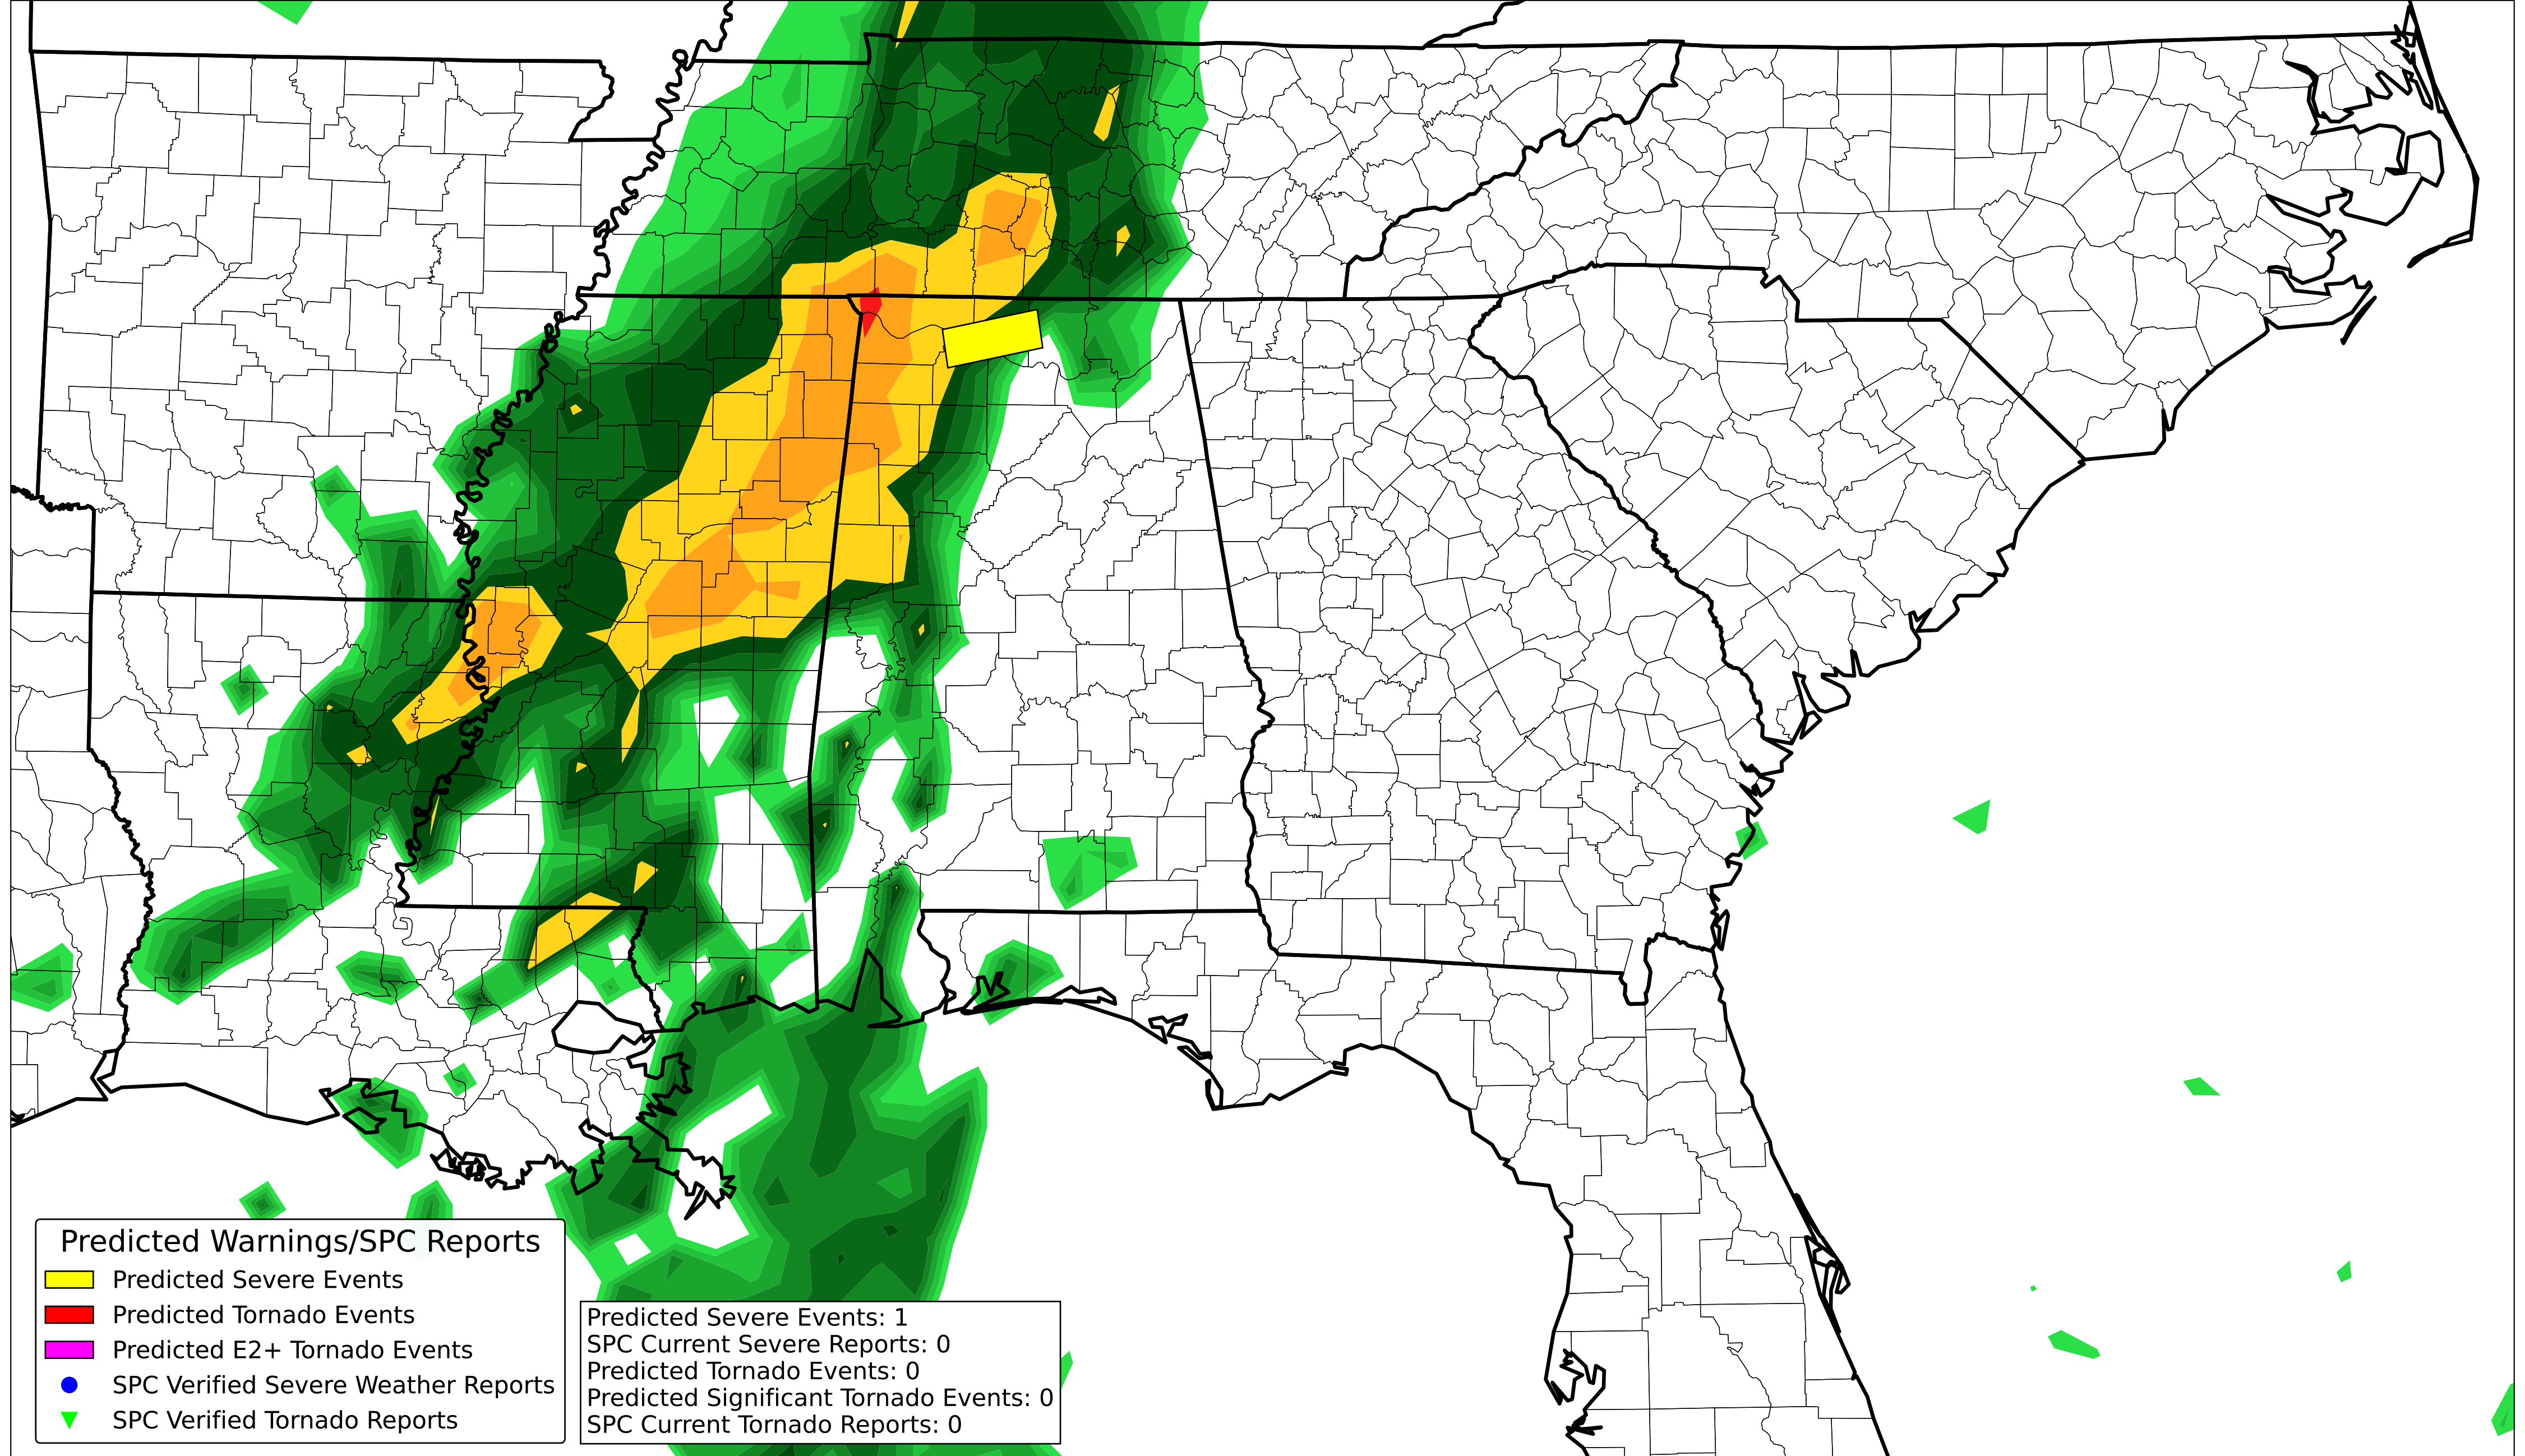 Predicted Warnings/SPC Reports
Predicted Severe Events
Predicted Tornado Events
Predicted E2+ Tornado Events
SPC Verified Severe Weather Reports
SPC Verified Tornado Reports
Predicted Severe Events: 1
SPC Current Severe Reports: 0
Predicted Tornado Events: 0
Predicted Significant Tornado Events: 0
SPC Current Tornado Reports: 0